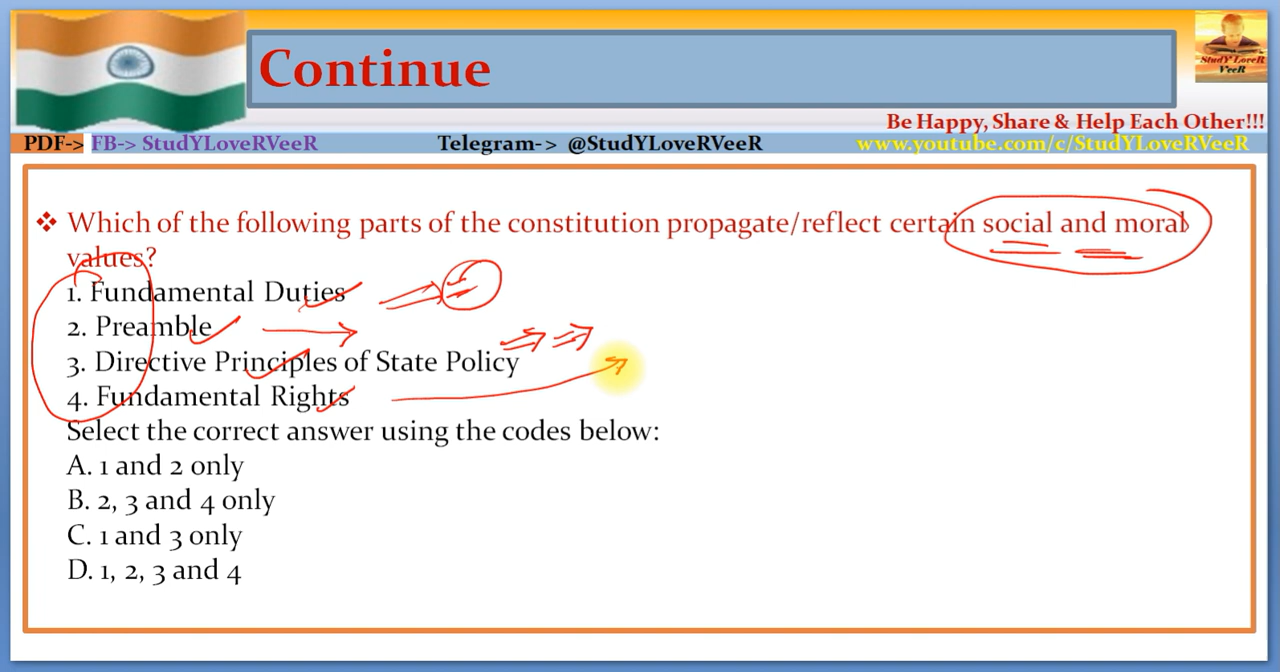 Continue
StudY LoveR
VeeR
Be Happy, Share & Help Each Other!!!
PDF-> FB-> StudYLoveRVeeR Telegram-> @StudYLoveRVeeR www.youtube.com/c/StudYLoveRVeeR
❖ Which of the following parts of the constitution propagate/reflect certain social and moral
values?
1. Fundamental Duties
2. Preamble
3. Directive Principles of State Policy
4. Fundamental Rights
Select the correct answer using the codes below:
A. 1 and 2 only
B. 2, 3 and 4 only
C. 1 and 3 only
D. 1, 2, 3 and 4